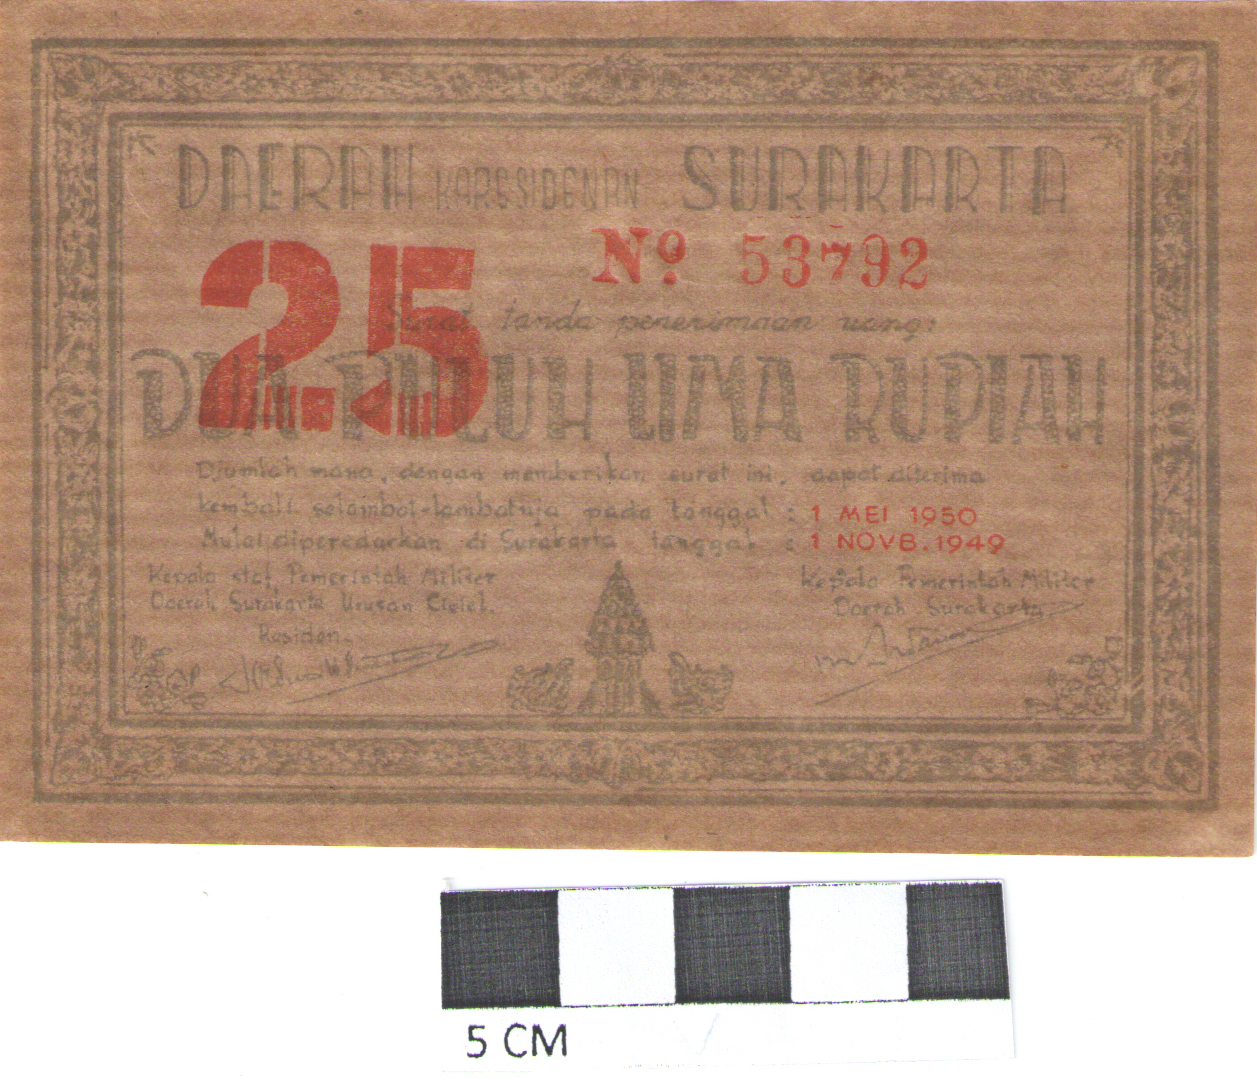 DAERAH KARESIDENAN SURAKARTA
25
No 53792
Surat tanda penerimaan uang:
DUA PULUH LIMA RUPIAH
Djumlah mana, dengan memberikan surat ini, dapat diterima
kembali selambat-lambatnja pada tanggal : 1 MEI 1950
Mulai diperedarkan di Surakarta tanggal : 1 NOVB. 1949
Kepala staf Pemerintah Militer
Daerah Surakarta Urusan Civiel.
Residen.
Kepala Pemerintah Militer
Daerah Surakarta
5 CM